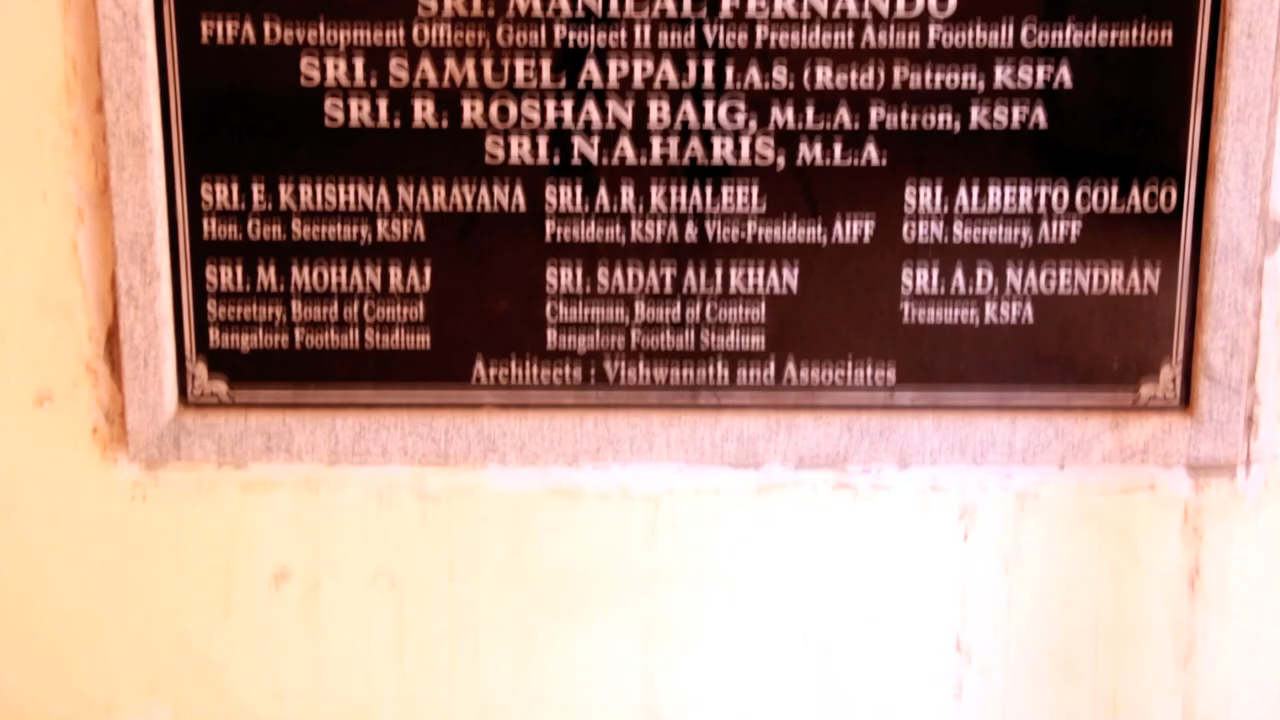 SRI. MANILAL FERNANDO
FIFA Development Officer, Goal Project II and Vice President Asian Football Confederation
SRI. SAMUEL APPAJI I.A.S. (Retd) Patron, KSFA
SRI. R. ROSHAN BAIG, M.L.A. Patron, KSFA
SRI. N.A.HARIS, M.L.A.
SRI. E. KRISHNA NARAYANA
Hon. Gen. Secretary, KSFA
SRI. A.R. KHALEEL
President, KSFA & Vice-President, AIFF
SRI. ALBERTO COLACO
GEN. Secretary, AIFF
SRI. M. MOHAN RAJ
Secretary, Board of Control
Bangalore Football Stadium
SRI. SADAT ALI KHAN
Chairman, Board of Control
Bangalore Football Stadium
SRI. A.D. NAGENDRAN
Treasurer, KSFA
Architects : Vishwanath and Associates